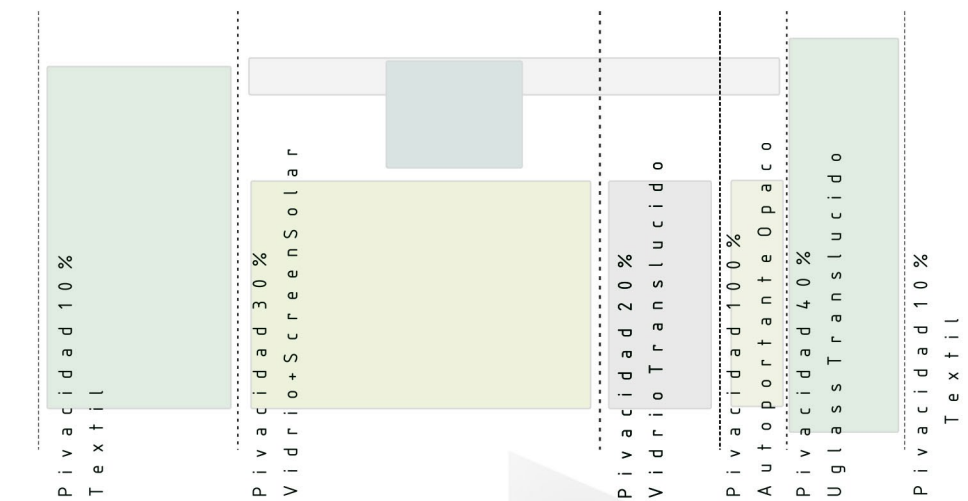 Pivacidad 10%
Textil
Pivacidad 30%
Vidrio+ScreenSolar
Pivacidad 20%
Vidrio Translucido
Pivacidad 100%
Autoportante Opaco
Pivacidad 40%
Uglass Translucido
Pivacidad 10%
Textil